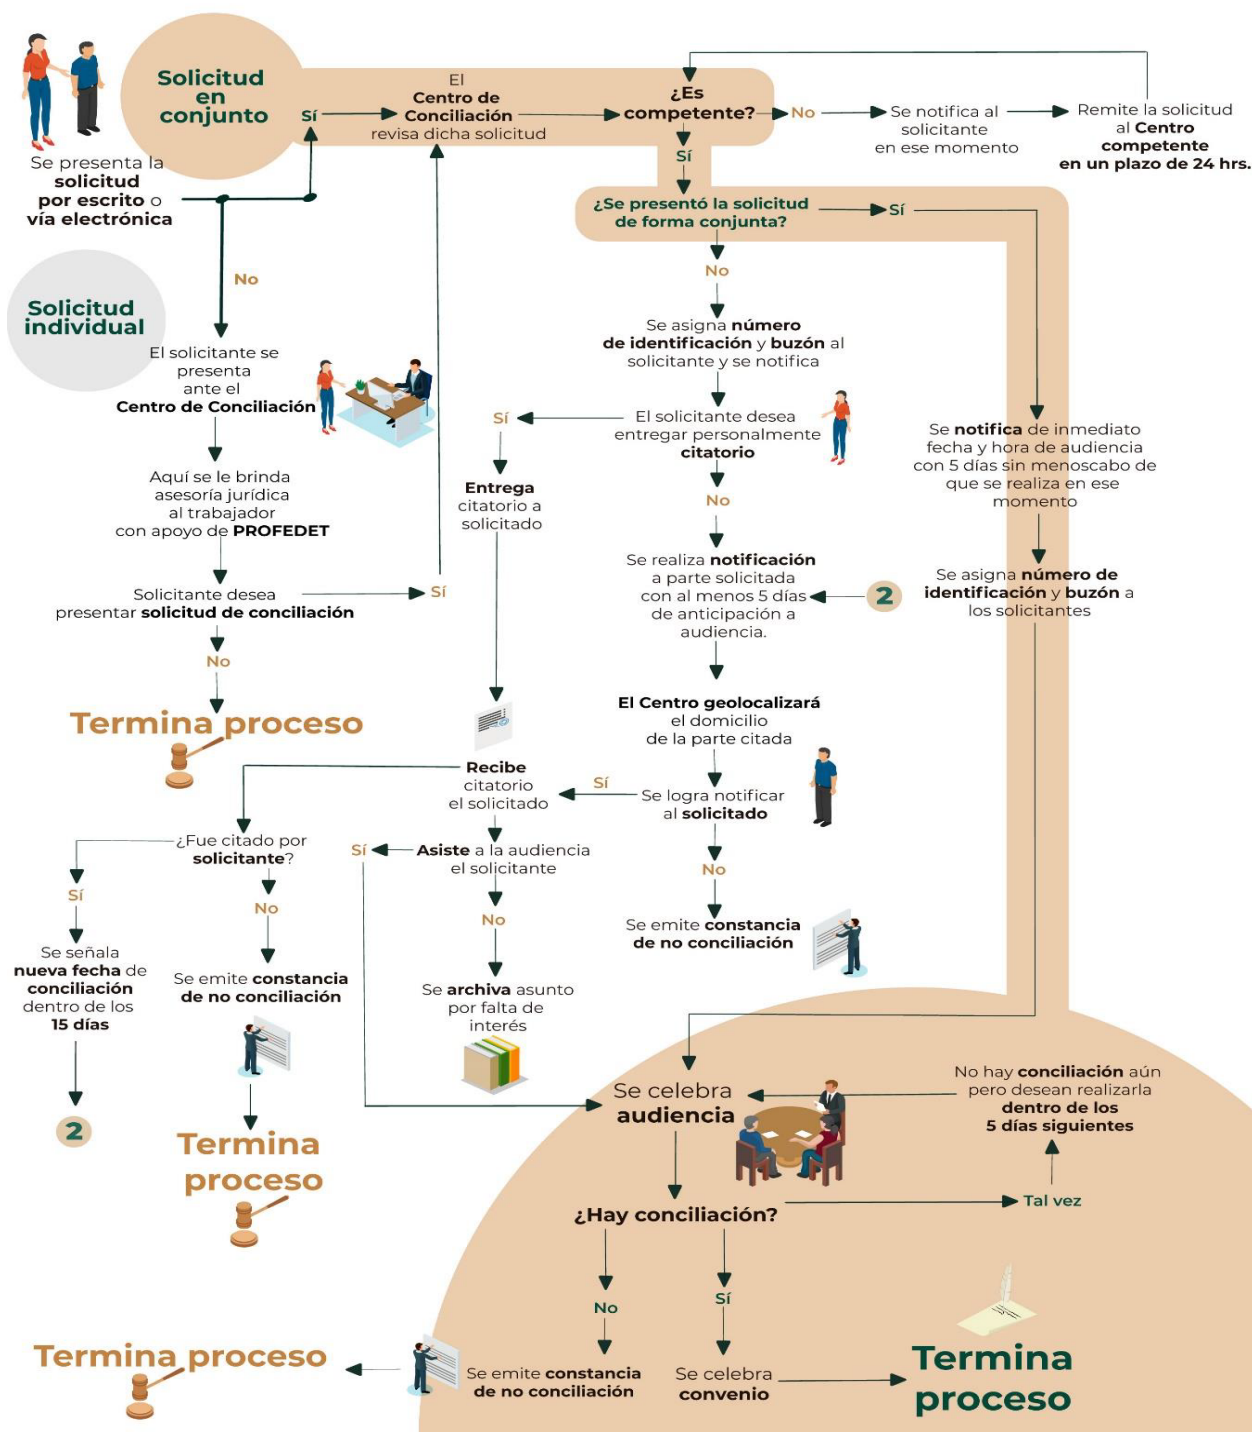 Solicitud
en
conjunto
Se presenta la
solicitud
por escrito o
vía electrónica
Sí
El
Centro de
Conciliación
revisa dicha solicitud
¿Es
competente?
No
Se notifica al
solicitante
en ese momento
Remite la solicitud
al Centro
competente
en un plazo de 24 hrs.
Sí
¿Se presentó la solicitud
de forma conjunta?
Sí
No
No
Solicitud
individual
El solicitante se
presenta
ante el
Centro de Conciliación
Aquí se le brinda
asesoría jurídica
al trabajador
con apoyo de PROFEDET
Solicitante desea
presentar solicitud de conciliación
Sí
No
Termina proceso
Se asigna número
de identificación y buzón al
solicitante y se notifica
El solicitante desea
entregar personalmente
citatorio
Sí
Entrega
citatorio a
solicitado
No
Se realiza notificación
a parte solicitada
con al menos 5 días
de anticipación a
audiencia.
2
El Centro geolocalizará
el domicilio
de la parte citada
Se logra notificar
al solicitado
Sí
No
Se emite constancia
de no conciliación
Se notifica de inmediato
fecha y hora de audiencia
con 5 días sin menoscabo de
que se realiza en ese
momento
Se asigna número de
identificación y buzón a
los solicitantes
Recibe
citatorio
el solicitado
Asiste a la audiencia
el solicitante
Sí
No
Se archiva asunto
por falta de
interés
¿Fue citado por
solicitante?
Sí
No
Se señala
nueva fecha de
conciliación
dentro de los
15 días
2
Se emite constancia
de no conciliación
Termina
proceso
Se celebra
audiencia
No hay conciliación aún
pero desean realizarla
dentro de los
5 días siguientes
Tal vez
¿Hay conciliación?
No
Sí
Se emite constancia
de no conciliación
Termina proceso
Se celebra
convenio
Termina
proceso